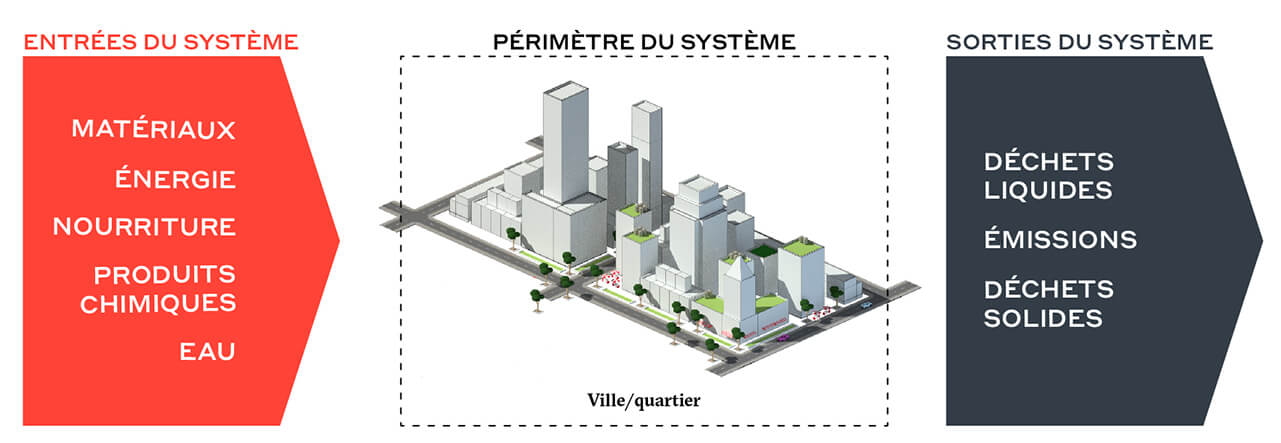 ENTRÉES DU SYSTÈME
MATÉRIAUX
ÉNERGIE
NOURRITURE
PRODUITS
CHIMIQUES
EAU
PÉRIMÈTRE DU SYSTÈME
Ville/quartier
SORTIES DU SYSTÈME
DÉCHETS
LIQUIDES
ÉMISSIONS
DÉCHETS
SOLIDES